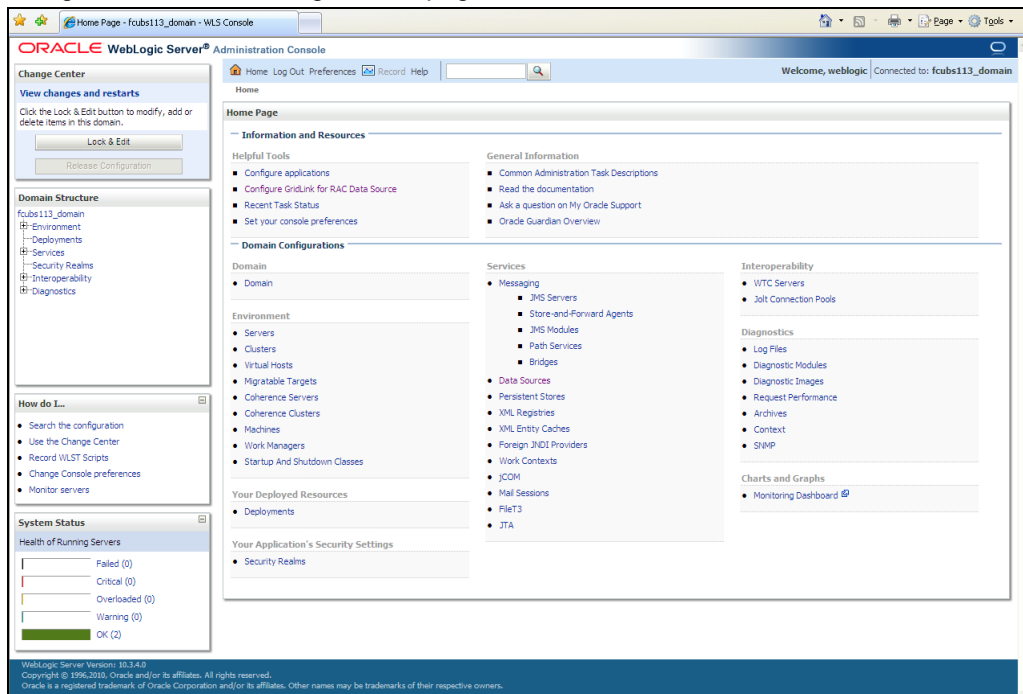 Home Page - fcubs113_domain - WLS Console
Page Tools
ORACLE WebLogic Server® Administration Console
Change Center
View changes and restarts
Click the Lock & Edit button to modify, add or
delete items in this domain.
Lock & Edit
Release Configuration
Domain Structure
fcubs113_domain
Environment
Deployments
Services
Security Realms
Interoperability
Diagnostics
How do I...
Search the configuration
Use the Change Center
Record WLST Scripts
Change Console preferences
Monitor servers
System Status
Health of Running Servers
Failed (0)
Critical (0)
Overloaded (0)
Warning (0)
OK (2)
Home Log Out Preferences Record Help
Welcome, weblogic Connected to: fcubs113_domain
Home
Home Page
Information and Resources
Helpful Tools
Configure applications
Configure GridLink for RAC Data Source
Recent Task Status
Set your console preferences
General Information
Common Administration Task Descriptions
Read the documentation
Ask a question on My Oracle Support
Oracle Guardian Overview
Domain Configurations
Domain
Domain
Environment
Servers
Clusters
Virtual Hosts
Migratable Targets
Coherence Servers
Coherence Clusters
Machines
Work Managers
Startup And Shutdown Classes
Your Deployed Resources
Deployments
Your Application's Security Settings
Security Realms
Services
Messaging
JMS Servers
Store-and-Forward Agents
JMS Modules
Path Services
Bridges
Data Sources
Persistent Stores
XML Registries
XML Entity Caches
Foreign JNDI Providers
Work Contexts
jCOM
Mail Sessions
FileT3
JTA
Interoperability
WTC Servers
Jolt Connection Pools
Diagnostics
Log Files
Diagnostic Modules
Diagnostic Images
Request Performance
Archives
Context
SNMP
Charts and Graphs
Monitoring Dashboard
WebLogic Server Version: 10.3.4.0
Copyright © 1996,2010, Oracle and/or its affiliates. All rights reserved.
Oracle is a registered trademark of Oracle Corporation and/or its affiliates. Other names may be trademarks of their respective owners.